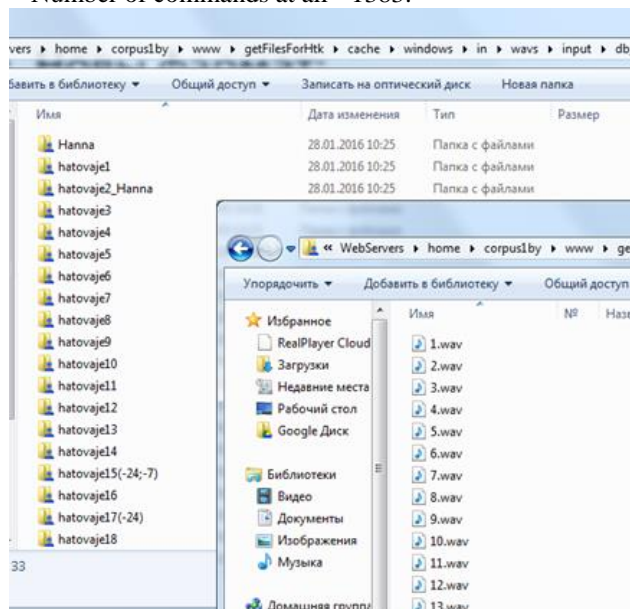 Number of commands at all – 1383.
vers ▸ home ▸ corpus1by ▸ www ▸ getFilesForHtk ▸ cache ▸ windows ▸ in ▸ wavs ▸ input ▸ db
бавить в библиотеку ▼ Общий доступ ▼ Записать на оптический диск Новая папка
Имя Дата изменения Тип Размер
Hanna 28.01.2016 10:25 Папка с файлами
hatovaje1 28.01.2016 10:25 Папка с файлами
hatovaje2_Hanna 28.01.2016 10:25 Папка с файлами
hatovaje3
hatovaje4
hatovaje5
hatovaje6
hatovaje7
hatovaje8
hatovaje9
hatovaje10
hatovaje11
hatovaje12
hatovaje13
hatovaje14
hatovaje15(-24;-7)
hatovaje16
hatovaje17(-24)
hatovaje18
33
« WebServers ▸ home ▸ corpus1by ▸ www ▸ ge
Упорядочить ▼ Добавить в библиотеку ▼ Общий доступ
Избранное
RealPlayer Cloud
Загрузки
Недавние места
Рабочий стол
Google Диск
Библиотеки
Видео
Документы
Изображения
Музыка
Домашняя группа
Имя № Назв
1.wav
2.wav
3.wav
4.wav
5.wav
6.wav
7.wav
8.wav
9.wav
10.wav
11.wav
12.wav
13.wav